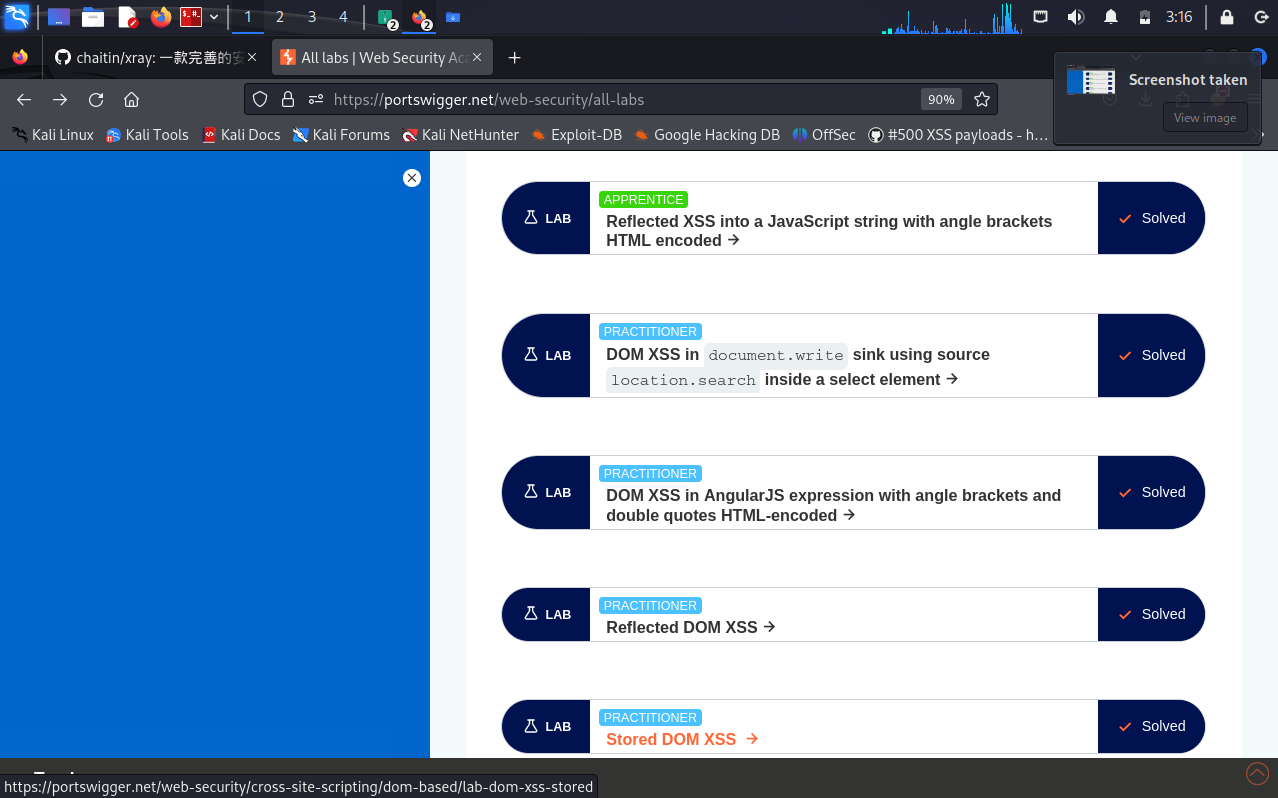 1 2 3 4 2 2 3:16
chaitin/xray: 一款完善的安
All labs | Web Security Aca
Screenshot taken
View image
https://portswigger.net/web-security/all-labs
90%
Kali Linux Kali Tools Kali Docs Kali Forums Kali NetHunter Exploit-DB Google Hacking DB OffSec #500 XSS payloads - h…
APPRENTICE
LAB Reflected XSS into a JavaScript string with angle brackets Solved
HTML encoded
PRACTITIONER
LAB DOM XSS in document.write sink using source Solved
location.search inside a select element
PRACTITIONER
LAB DOM XSS in AngularJS expression with angle brackets and Solved
double quotes HTML-encoded
PRACTITIONER
LAB Reflected DOM XSS Solved
PRACTITIONER
LAB Stored DOM XSS Solved
https://portswigger.net/web-security/cross-site-scripting/dom-based/lab-dom-xss-stored